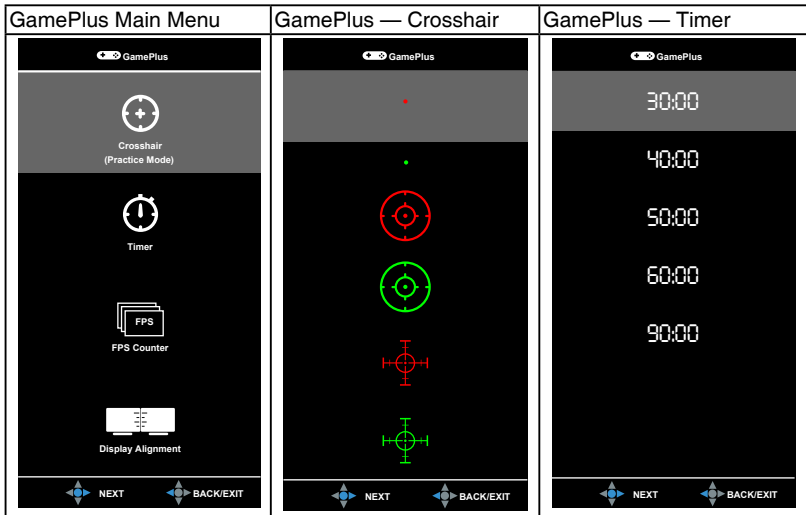 GamePlus Main Menu
GamePlus — Crosshair
GamePlus — Timer
GamePlus
Crosshair
(Practice Mode)
Timer
FPS
FPS Counter
Display Alignment
NEXT BACK/EXIT
GamePlus
NEXT BACK/EXIT
GamePlus
30:00
40:00
50:00
60:00
90:00
NEXT BACK/EXIT